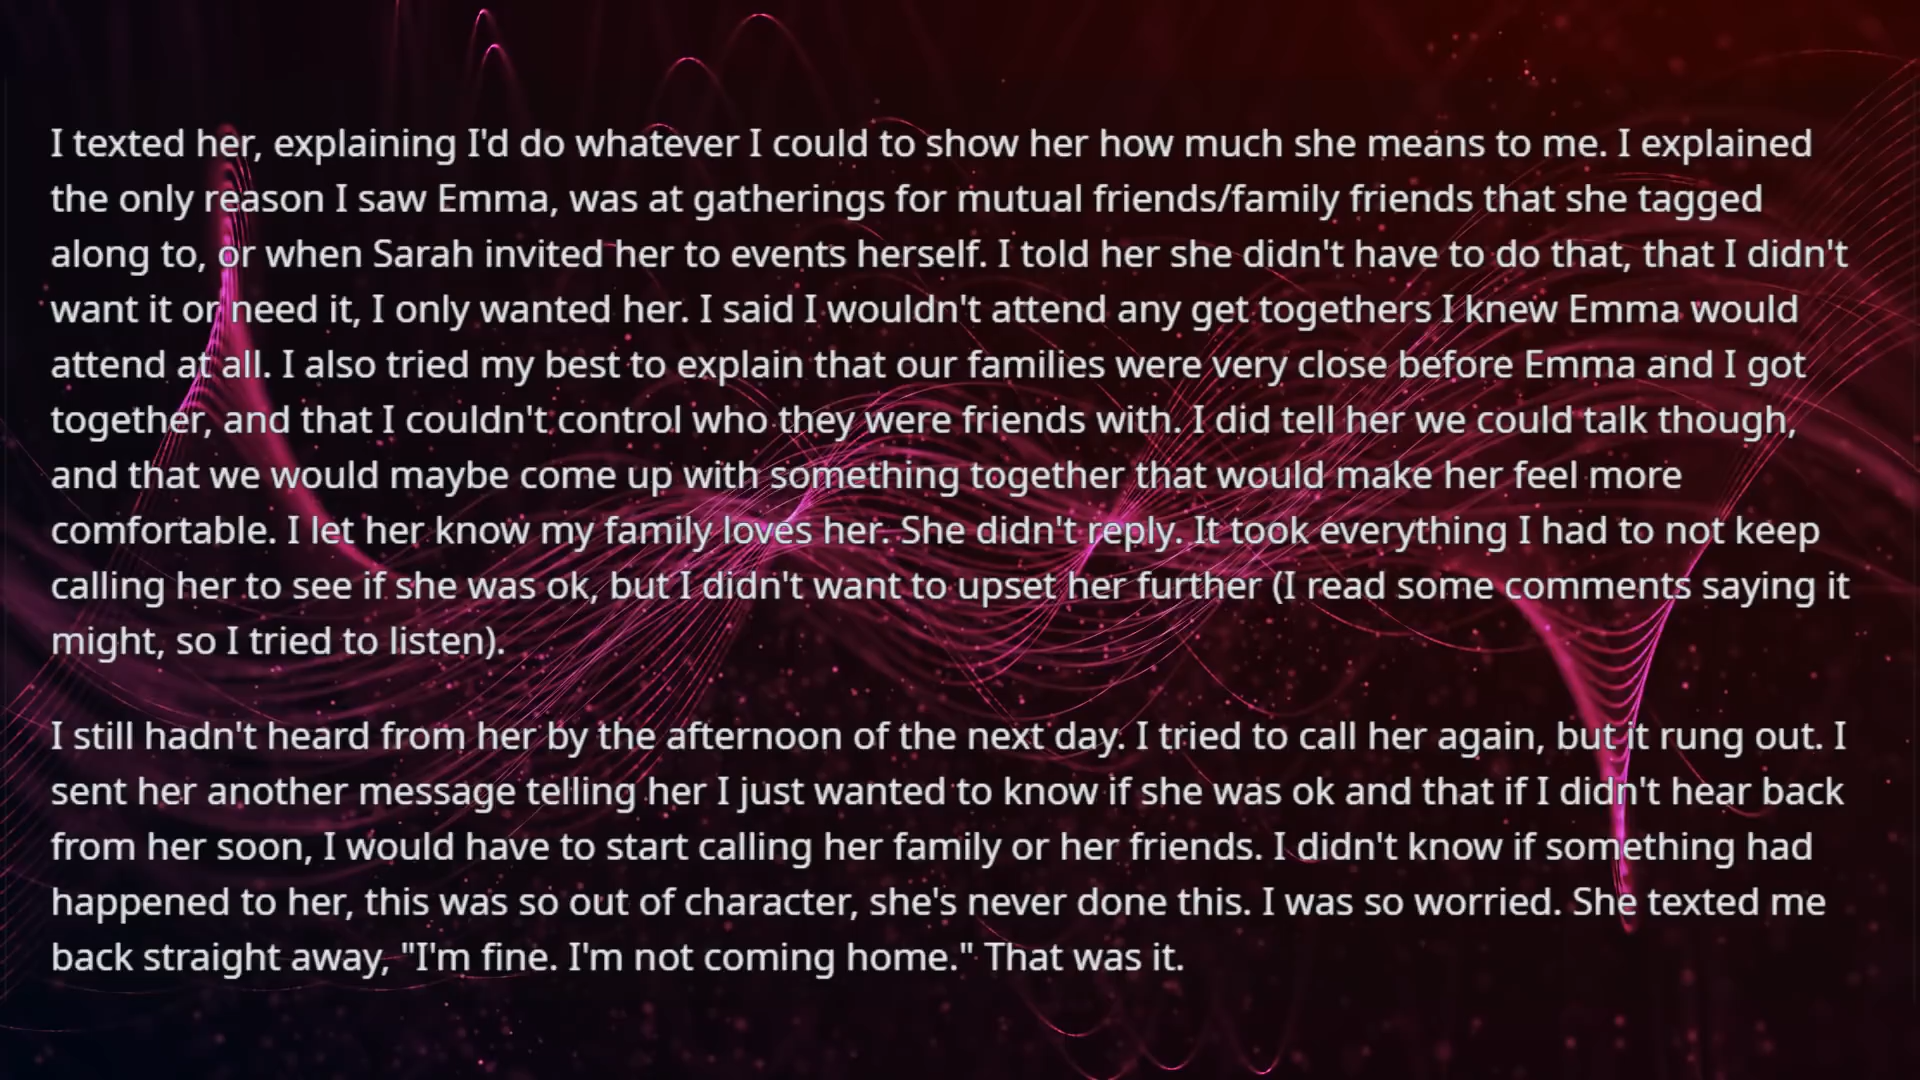 I texted her, explaining I'd do whatever I could to show her how much she means to me. I explained
the only reason I saw Emma, was at gatherings for mutual friends/family friends that she tagged
along to, or when Sarah invited her to events herself. I told her she didn't have to do that, that I didn't
want it or need it, I only wanted her. I said I wouldn't attend any get togethers I knew Emma would
attend at all. I also tried my best to explain that our families were very close before Emma and I got
together, and that I couldn't control who they were friends with. I did tell her we could talk though,
and that we would maybe come up with something together that would make her feel more
comfortable. I let her know my family loves her. She didn't reply. It took everything I had to not keep
calling her to see if she was ok, but I didn't want to upset her further (I read some comments saying it
might, so I tried to listen).
I still hadn't heard from her by the afternoon of the next day. I tried to call her again, but it rung out. I
sent her another message telling her I just wanted to know if she was ok and that if I didn't hear back
from her soon, I would have to start calling her family or her friends. I didn't know if something had
happened to her, this was so out of character, she's never done this. I was so worried. She texted me
back straight away, "I'm fine. I'm not coming home." That was it.